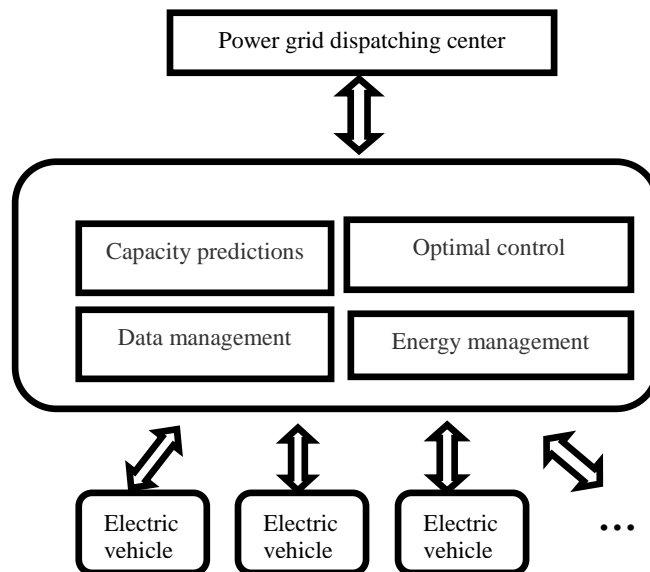 Power grid dispatching center
Capacity predictions
Optimal control
Data management
Energy management
Electric
vehicle
Electric
vehicle
Electric
vehicle
...